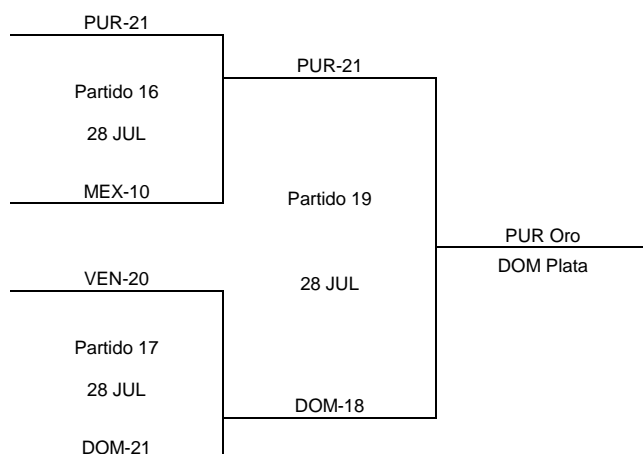 PUR-21
Partido 16
28 JUL
MEX-10
PUR-21
Partido 19
28 JUL
DOM-18
VEN-20
Partido 17
28 JUL
DOM-21
PUR Oro
DOM Plata